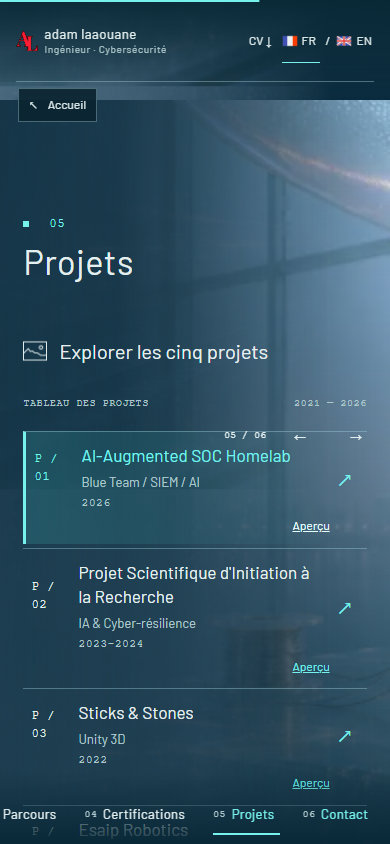 adam laaouane
Ingénieur · Cybersécurité
CV ↓ FR / EN
↖ Accueil
05
Projets
Explorer les cinq projets
TABLEAU DES PROJETS 2021 — 2026
05 / 06 ← →
P / 01
AI-Augmented SOC Homelab
Blue Team / SIEM / AI
2026
↗
Aperçu
P / 02
Projet Scientifique d'Initiation à
la Recherche
IA & Cyber-résilience
2023–2024
↗
Aperçu
P / 03
Sticks & Stones
Unity 3D
2022
↗
Aperçu
Parcours 04 Certifications 05 Projets 06 Contact
P / Esaip Robotics